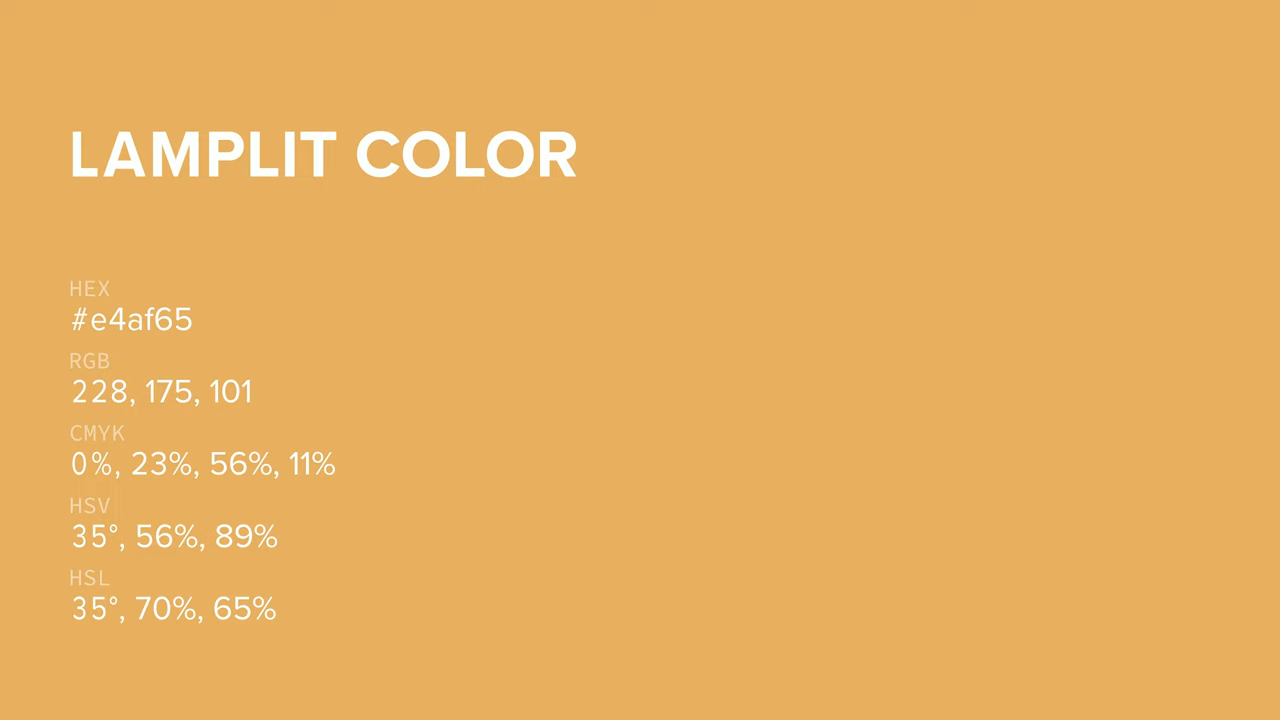 LAMPLIT COLOR
HEX
#e4af65
RGB
228, 175, 101
CMYK
0%, 23%, 56%, 11%
HSV
35°, 56%, 89%
HSL
35°, 70%, 65%